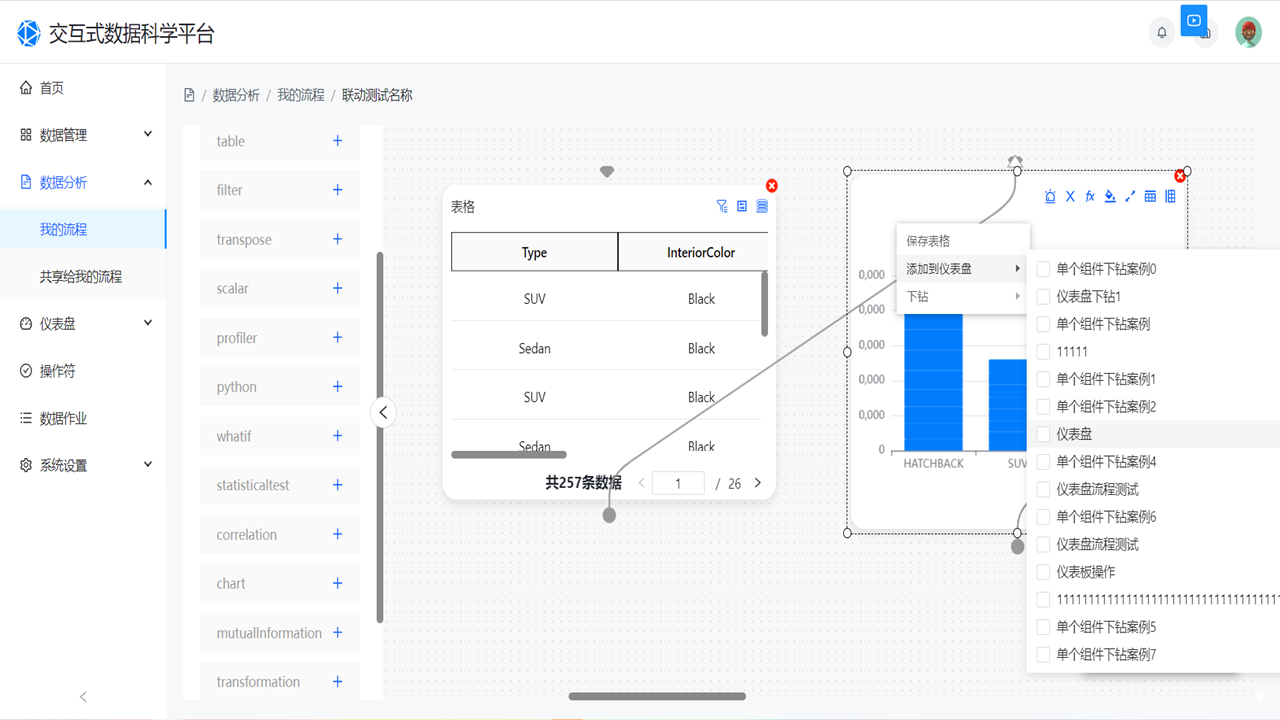 交互式数据科学平台
首页
数据管理
数据分析
我的流程
共享给我的流程
仪表盘
操作符
数据作业
系统设置
/ 数据分析 / 我的流程 / 联动测试名称
table +
filter +
transpose +
scalar +
profiler +
python +
whatif +
statisticaltest +
correlation +
chart +
mutualInformation +
transformation +
表格
Type InteriorColor
SUV Black
Sedan Black
SUV Black
Sedan Black
共257条数据 < 1 / 26 >
X fx
0,000
0,000
0,000
0,000
0,000
0
HATCHBACK SUV
保存表格
添加到仪表盘
下钻
单个组件下钻案例0
仪表盘下钻1
单个组件下钻案例
11111
单个组件下钻案例1
单个组件下钻案例2
仪表盘
单个组件下钻案例4
仪表盘流程测试
单个组件下钻案例6
仪表盘流程测试
仪表板操作
单个组件下钻案例5
单个组件下钻案例7